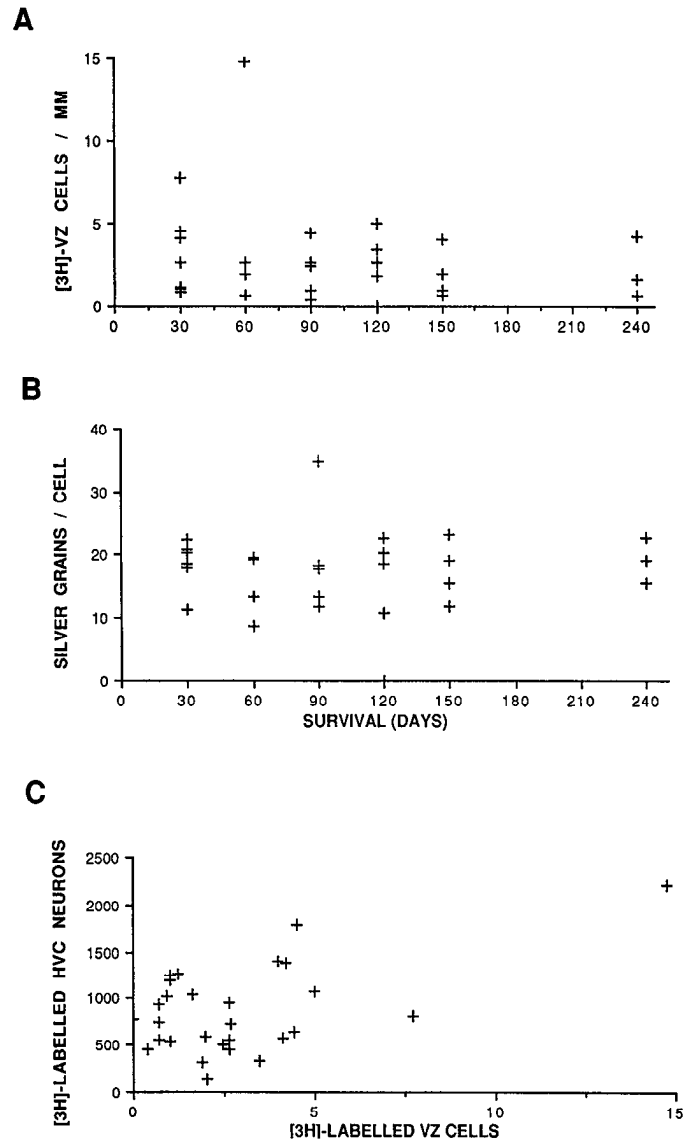 A
[3H]-VZ CELLS / MM
15
10
5
0
0 30 60 90 120 150 180 210 240
B
SILVER GRAINS / CELL
40
30
20
10
0
0 30 60 90 120 150 180 210 240
SURVIVAL (DAYS)
C
[3H]-LABELLED HVC NEURONS
2500
2000
1500
1000
500
0
0 5 10 15
[3H]-LABELLED VZ CELLS